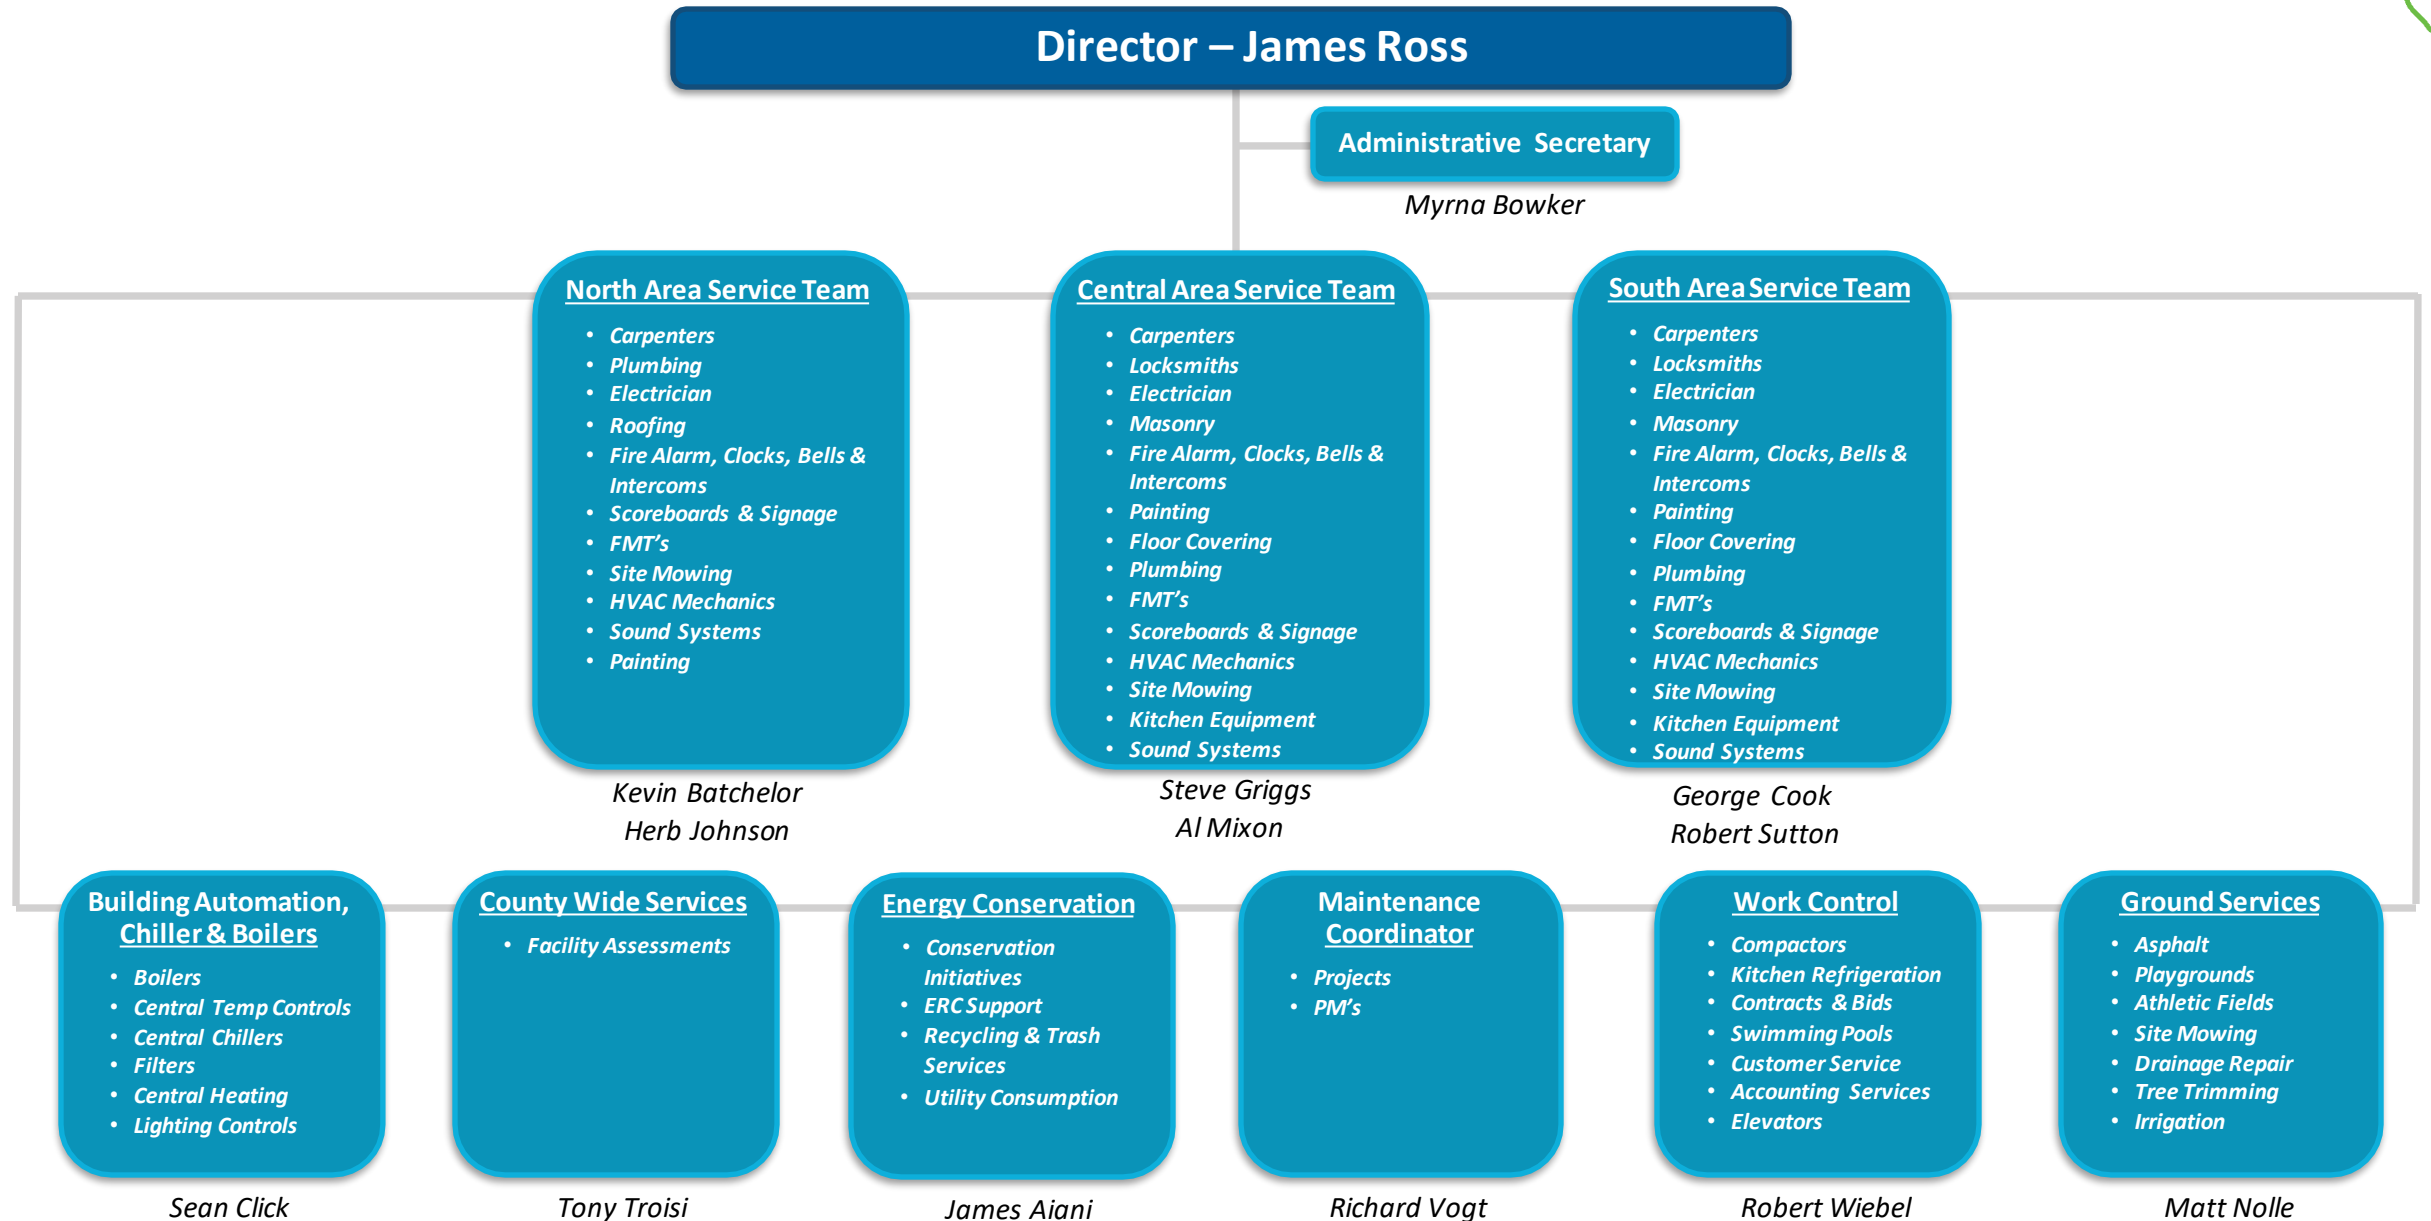 Director – James Ross
Administrative Secretary
Myrna Bowker
North Area Service Team
• Carpenters
• Plumbing
• Electrician
• Roofing
• Fire Alarm, Clocks, Bells &
Intercoms
• Scoreboards & Signage
• FMT’s
• Site Mowing
• HVAC Mechanics
• Sound Systems
• Painting
Kevin Batchelor
Herb Johnson
Central Area Service Team
• Carpenters
• Locksmiths
• Electrician
• Masonry
• Fire Alarm, Clocks, Bells &
Intercoms
• Painting
• Floor Covering
• Plumbing
• FMT’s
• Scoreboards & Signage
• HVAC Mechanics
• Site Mowing
• Kitchen Equipment
• Sound Systems
Steve Griggs
Al Mixon
South Area Service Team
• Carpenters
• Locksmiths
• Electrician
• Masonry
• Fire Alarm, Clocks, Bells &
Intercoms
• Painting
• Floor Covering
• Plumbing
• FMT’s
• Scoreboards & Signage
• HVAC Mechanics
• Site Mowing
• Kitchen Equipment
• Sound Systems
George Cook
Robert Sutton
Building Automation,
Chiller & Boilers
• Boilers
• Central Temp Controls
• Central Chillers
• Filters
• Central Heating
• Lighting Controls
Sean Click
County Wide Services
• Facility Assessments
Tony Troisi
Energy Conservation
• Conservation
Initiatives
• ERC Support
• Recycling & Trash
Services
• Utility Consumption
James Aiani
Maintenance
Coordinator
• Projects
• PM’s
Richard Vogt
Work Control
• Compactors
• Kitchen Refrigeration
• Contracts & Bids
• Swimming Pools
• Customer Service
• Accounting Services
• Elevators
Robert Wiebel
Ground Services
• Asphalt
• Playgrounds
• Athletic Fields
• Site Mowing
• Drainage Repair
• Tree Trimming
• Irrigation
Matt Nolle